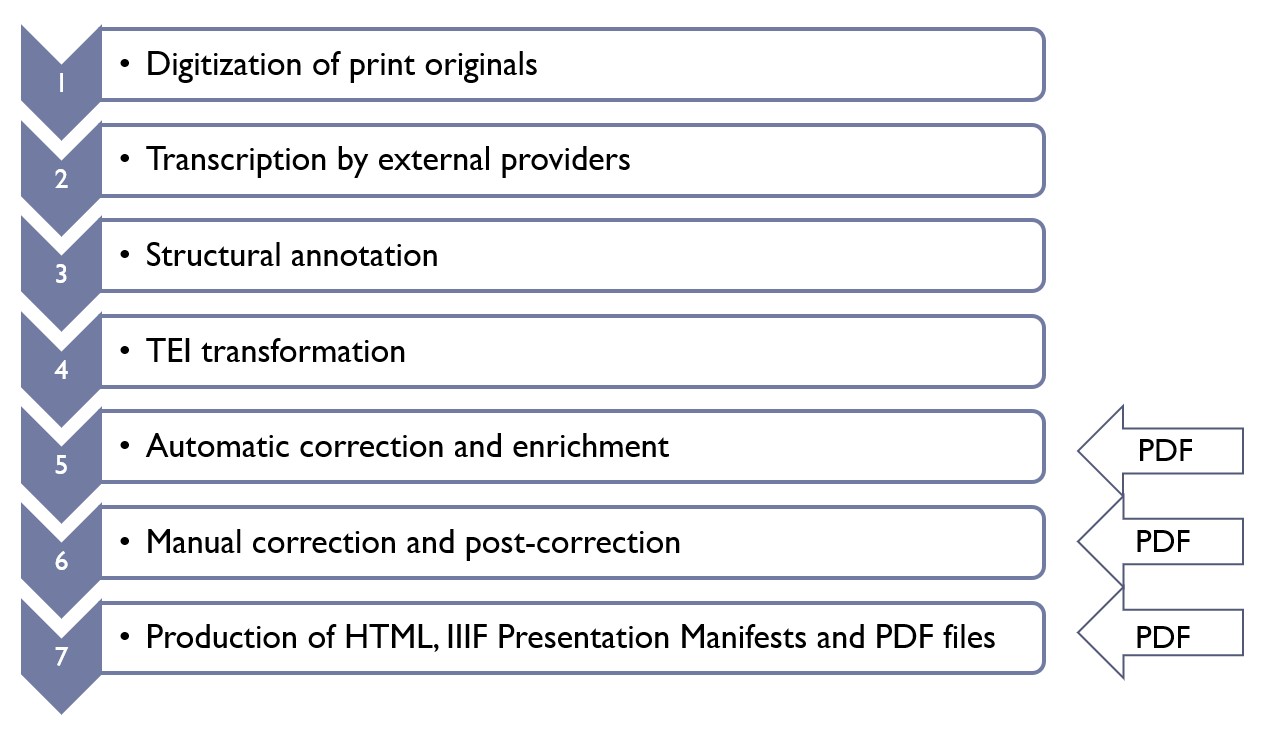 1
• Digitization of print originals
2
• Transcription by external providers
3
• Structural annotation
4
• TEI transformation
5
• Automatic correction and enrichment
PDF
6
• Manual correction and post-correction
PDF
7
• Production of HTML, IIIF Presentation Manifests and PDF files
PDF